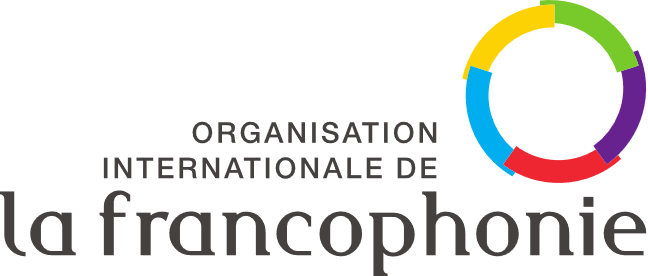 ORGANISATION
INTERNATIONALE DE
la francophonie